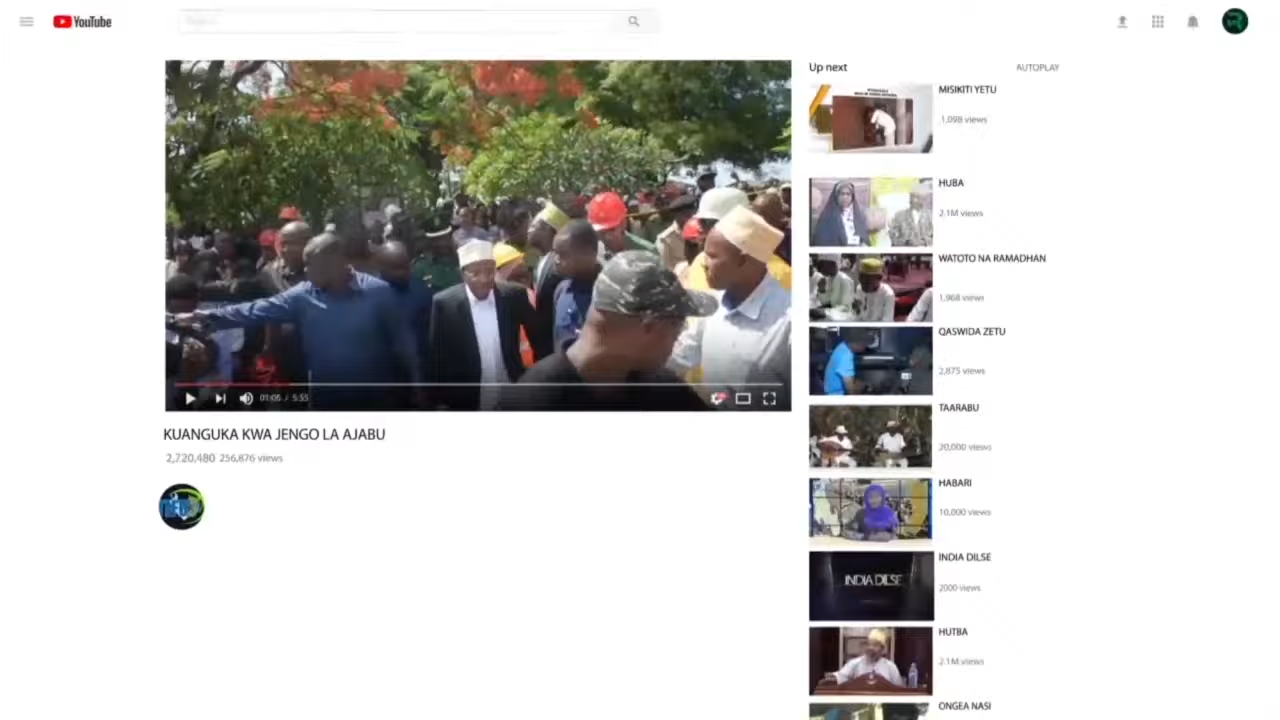 YouTube
01:06 / 5:55
KUANGUKA KWA JENGO LA AJABU
2,720,480 256,876 views
Up next
AUTOPLAY
MISIKITI YETU
1,098 views
HUBA
2.1M views
WATOTO NA RAMADHAN
1,968 views
QASWIDA ZETU
2,875 views
TAARABU
20,000 views
HABARI
10,000 views
INDIA DILSE
INDIA DILSE
2000 views
HUTBA
2.1M views
ONGEA NASI